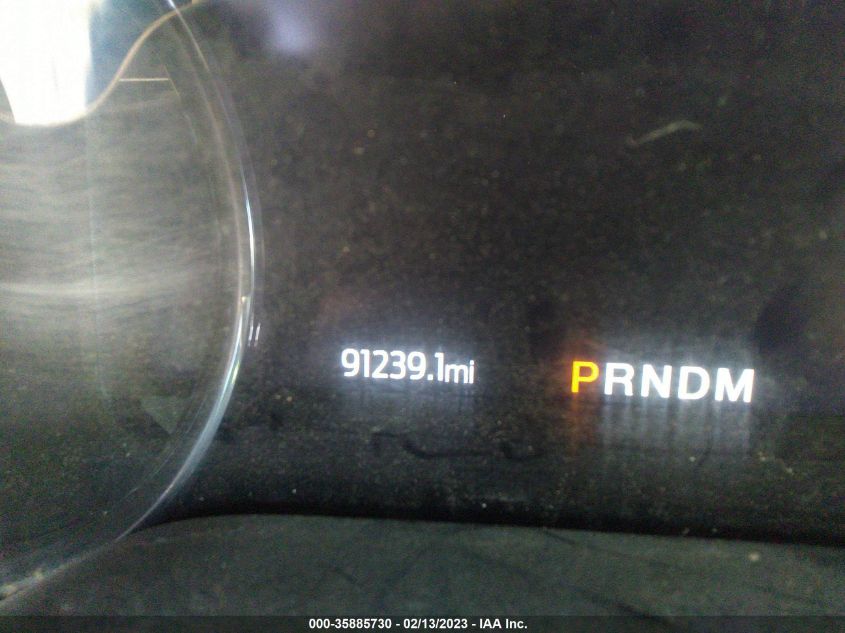 91239.1mi
PRNDM
000-35885730 - 02/13/2023 - IAA Inc.